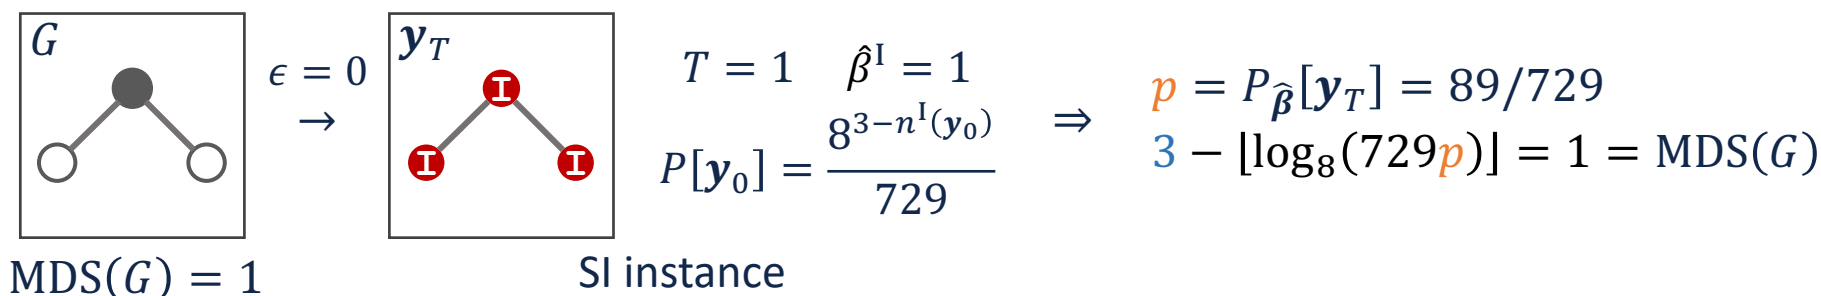 G
ϵ = 0
→
y_T
I
I I
T = 1 β̂^I = 1
P[y_0] = 8^{3−n^I(y_0)} / 729
⇒
p = P_β̂[y_T] = 89/729
3 − ⌊log_8(729p)⌋ = 1 = MDS(G)
MDS(G) = 1
SI instance